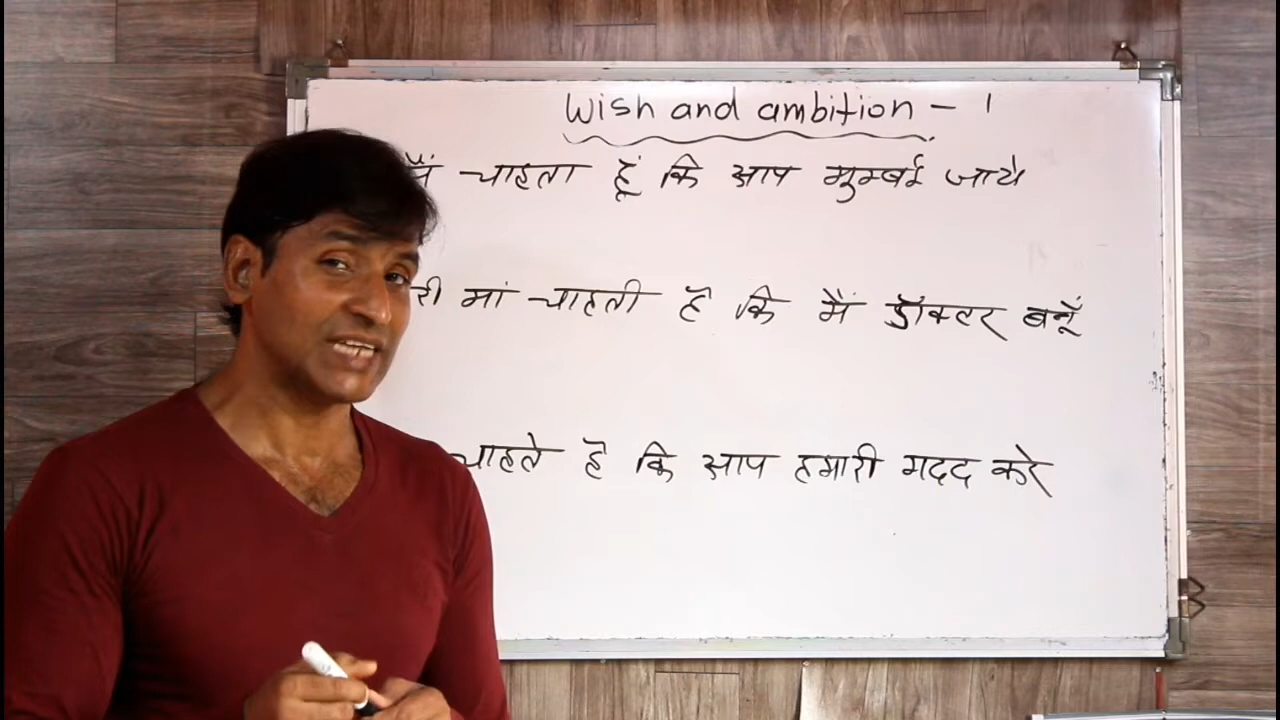 Wish and ambition - 1
मैं चाहता हूं कि आप मुम्बई जाये
री मां चाहती है कि मैं डॉक्टर बनूँ
चाहते है कि आप हमारी मदद करे